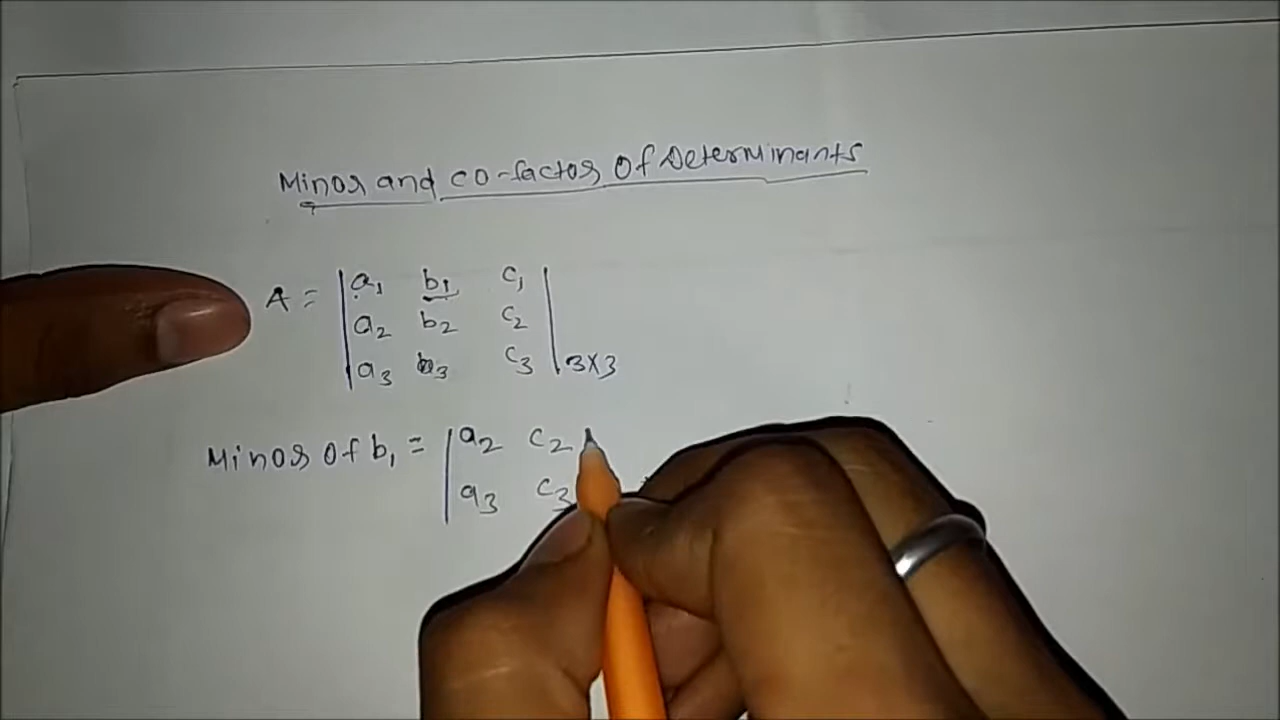 Minor and co-factor of Determinants
A = | a₁ b₁ c₁ |
| a₂ b₂ c₂ |
| a₃ b₃ c₃ | 3×3
Minor of b₁ = | a₂ c₂ |
| a₃ c₃